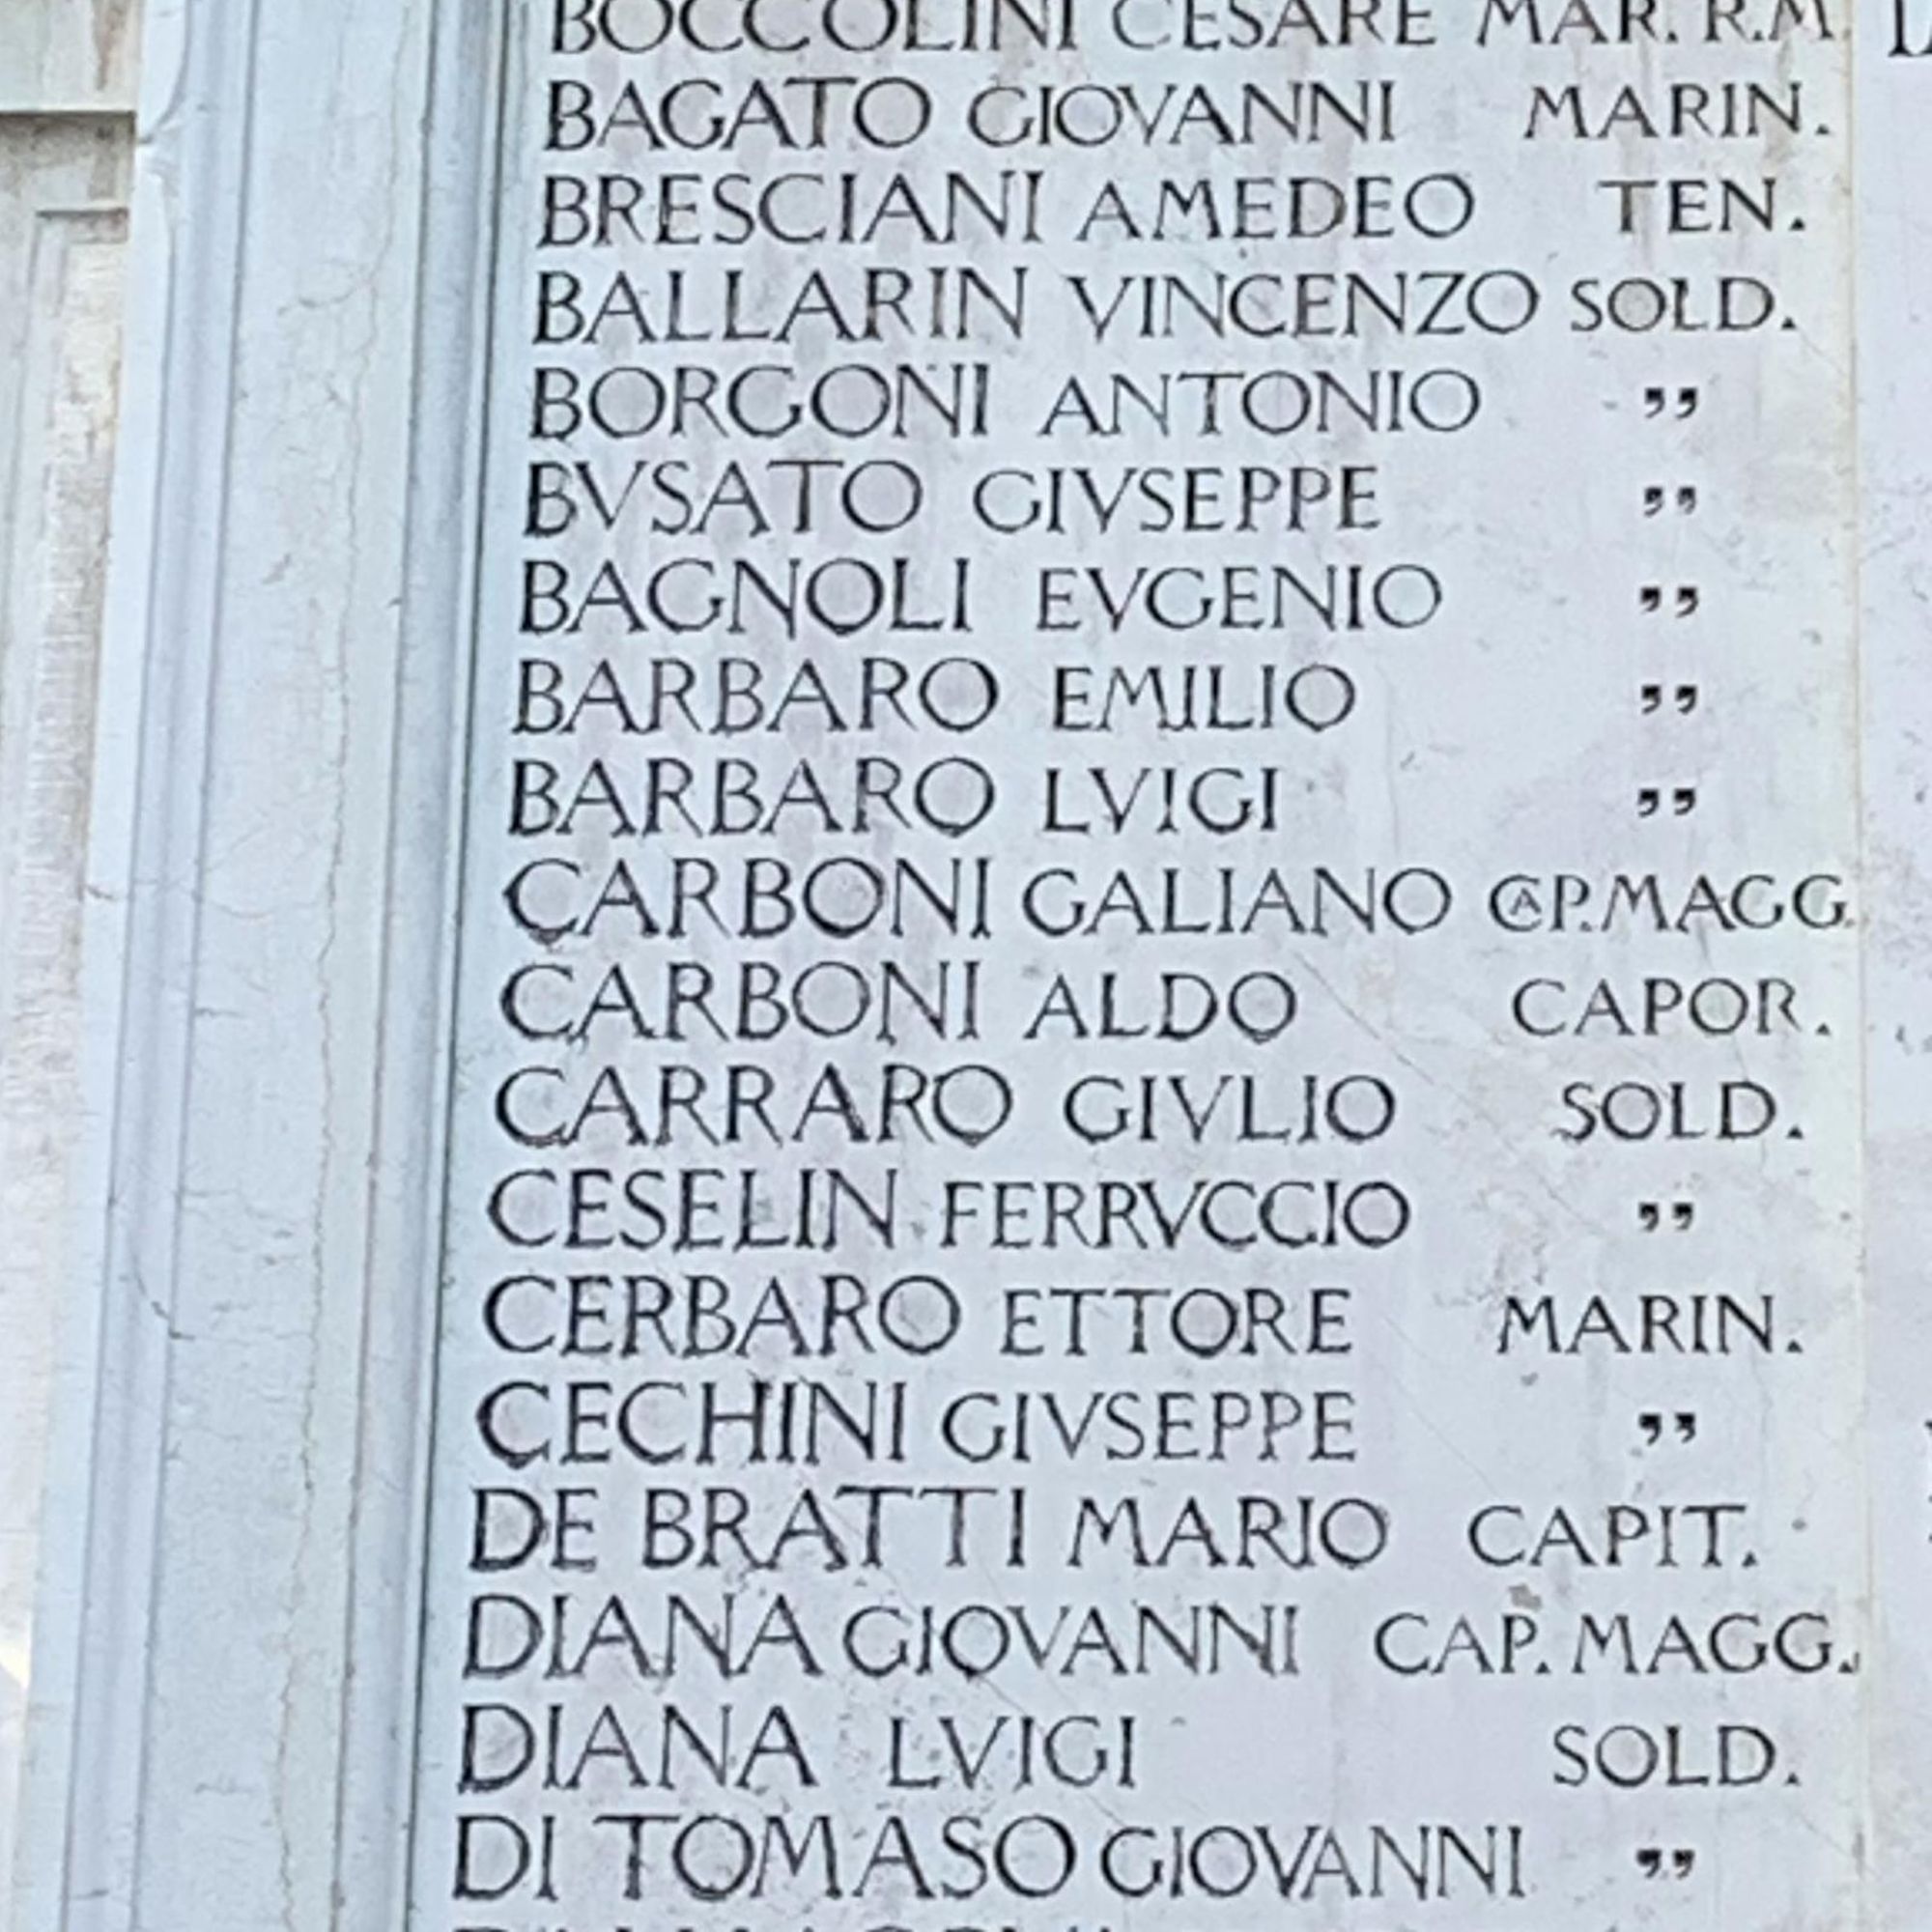 BOCCOLINI CESARE MAR. R.M.
BAGATO GIOVANNI MARIN.
BRESCIANI AMEDEO TEN.
BALLARIN VINCENZO SOLD.
BORGONI ANTONIO ”
BVSATO GIVSEPPE ”
BAGNOLI EVGENIO ”
BARBARO EMILIO ”
BARBARO LVIGI ”
CARBONI GALIANO CAP. MAGG.
CARBONI ALDO CAPOR.
CARRARO GIVLIO SOLD.
CESELIN FERRVCCIO ”
CERBARO ETTORE MARIN.
CECHINI GIVSEPPE ”
DE BRATTI MARIO CAPIT.
DIANA GIOVANNI CAP. MAGG.
DIANA LVIGI SOLD.
DI TOMASO GIOVANNI ”